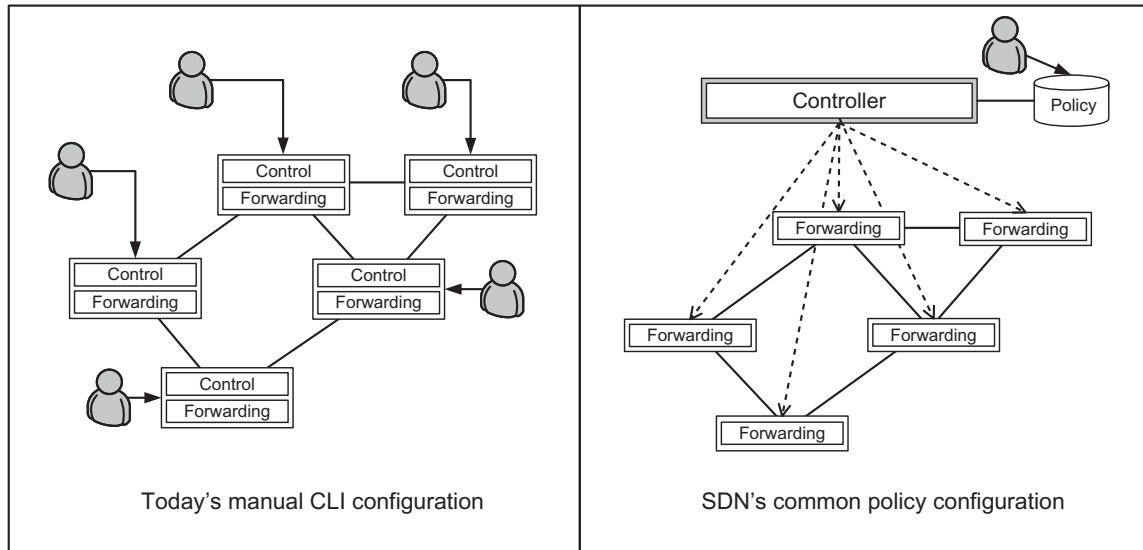 Control
Forwarding
Control
Forwarding
Control
Forwarding
Control
Forwarding
Control
Forwarding
Today's manual CLI configuration
Controller
Policy
Forwarding
Forwarding
Forwarding
Forwarding
Forwarding
SDN's common policy configuration